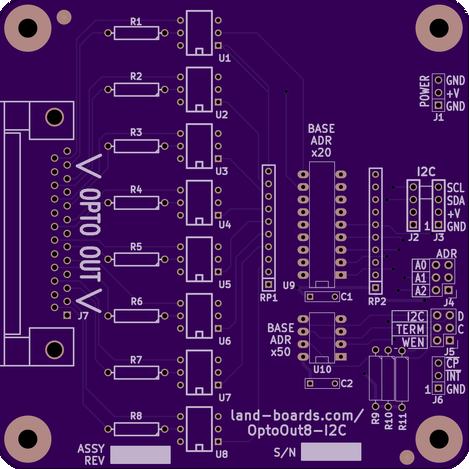 R1
U1
R2
U2
R3
U3
R4
U4
R5
U5
R6
U6
R7
U7
R8
U8
< OPTO OUT <
J7
POWER
GND
+V
GND
J1
BASE
ADR
x20
U9
C1
RP1
RP2
I2C
SCL
SDA
+V
1 GND
J2 J3
ADR
A0
A1
A2
J4
BASE
ADR
x50
U10
C2
I2C D
TERM
WEN
J5
CP
INT
1 GND
J6
R9
R10
R11
land-boards.com/
OptoOut8-I2C
ASSY
REV
S/N